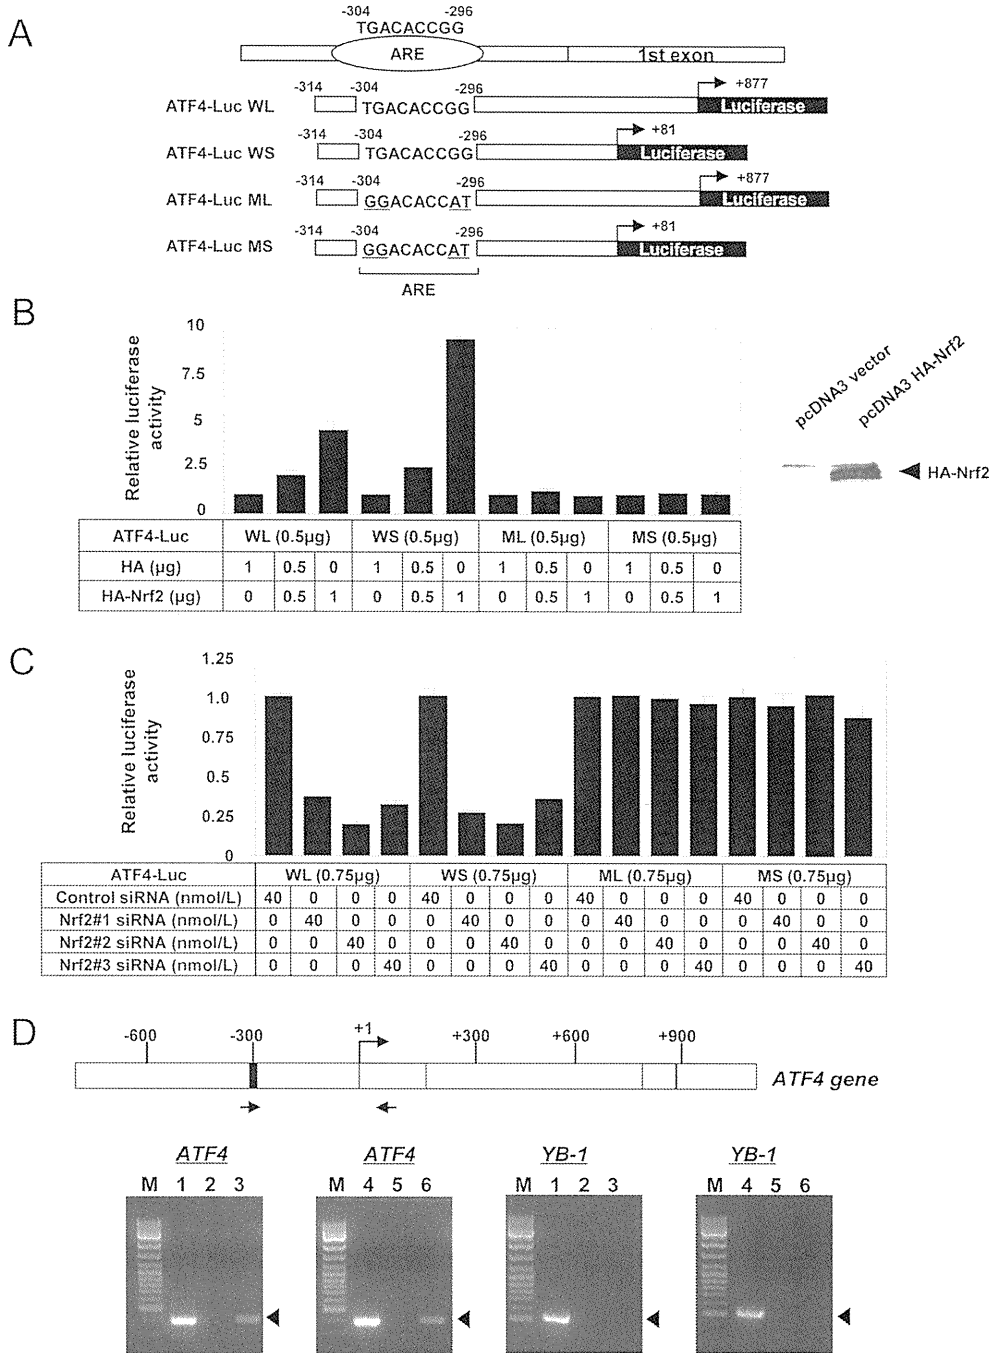 A
-304 -296
TGACACCGG
ARE
1st exon
-314 -304 -296 +877
ATF4-Luc WL TGACACCGG Luciferase
-314 -304 -296 +81
ATF4-Luc WS TGACACCGG Luciferase
-314 -304 -296 +877
ATF4-Luc ML GGACACCAT Luciferase
-314 -304 -296 +81
ATF4-Luc MS GGACACCAT Luciferase
ARE
B
Relative luciferase activity
10
7.5
5
2.5
0
pcDNA3 vector
pcDNA3 HA-Nrf2
HA-Nrf2
ATF4-Luc WL (0.5µg) WS (0.5µg) ML (0.5µg) MS (0.5µg)
HA (µg) 1 0.5 0 1 0.5 0 1 0.5 0 1 0.5 0
HA-Nrf2 (µg) 0 0.5 1 0 0.5 1 0 0.5 1 0 0.5 1
C
Relative luciferase activity
1.25
1.0
0.75
0.5
0.25
0
ATF4-Luc WL (0.75µg) WS (0.75µg) ML (0.75µg) MS (0.75µg)
Control siRNA (nmol/L) 40 0 0 0 40 0 0 0 40 0 0 0 40 0 0 0
Nrf2#1 siRNA (nmol/L) 0 40 0 0 0 40 0 0 0 40 0 0 0 40 0 0
Nrf2#2 siRNA (nmol/L) 0 0 40 0 0 0 40 0 0 0 40 0 0 0 40 0
Nrf2#3 siRNA (nmol/L) 0 0 0 40 0 0 0 40 0 0 0 40 0 0 0 40
D
-600 -300 +1 +300 +600 +900
ATF4 gene
ATF4 ATF4 YB-1 YB-1
M 1 2 3 M 4 5 6 M 1 2 3 M 4 5 6